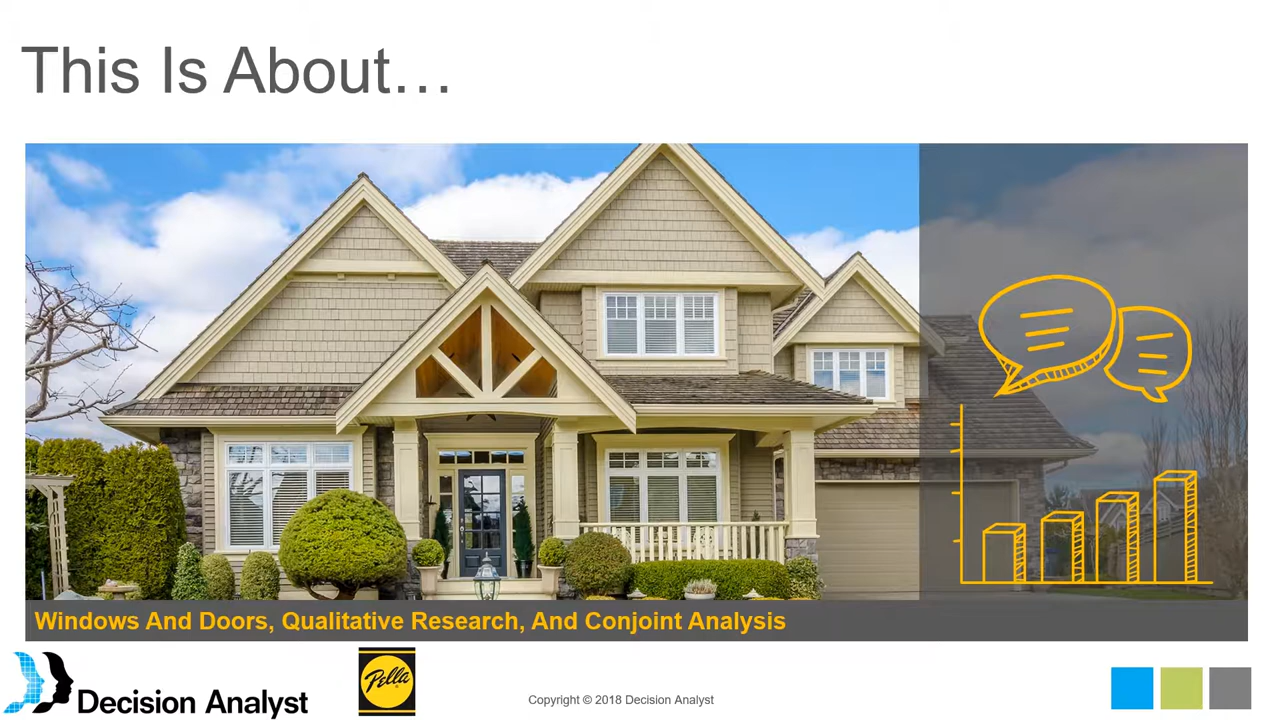 This Is About…
Windows And Doors, Qualitative Research, And Conjoint Analysis
Decision Analyst
Pella
Copyright © 2018 Decision Analyst